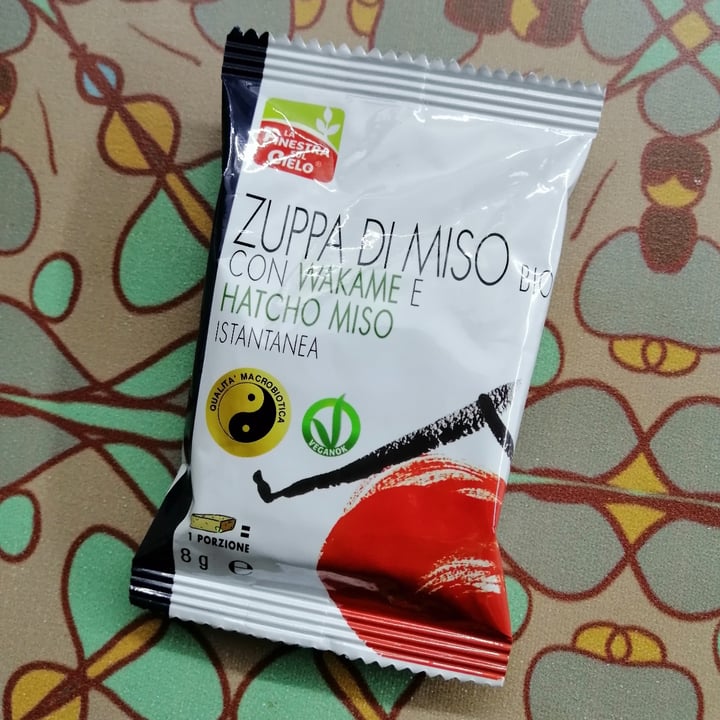 LA
FINESTRA
SUL
CIELO®
ZUPPA DI MISO BIO
CON WAKAME E
HATCHO MISO
ISTANTANEA
QUALITA' MACROBIOTICA
VEGANOK
1 PORZIONE
8 g e